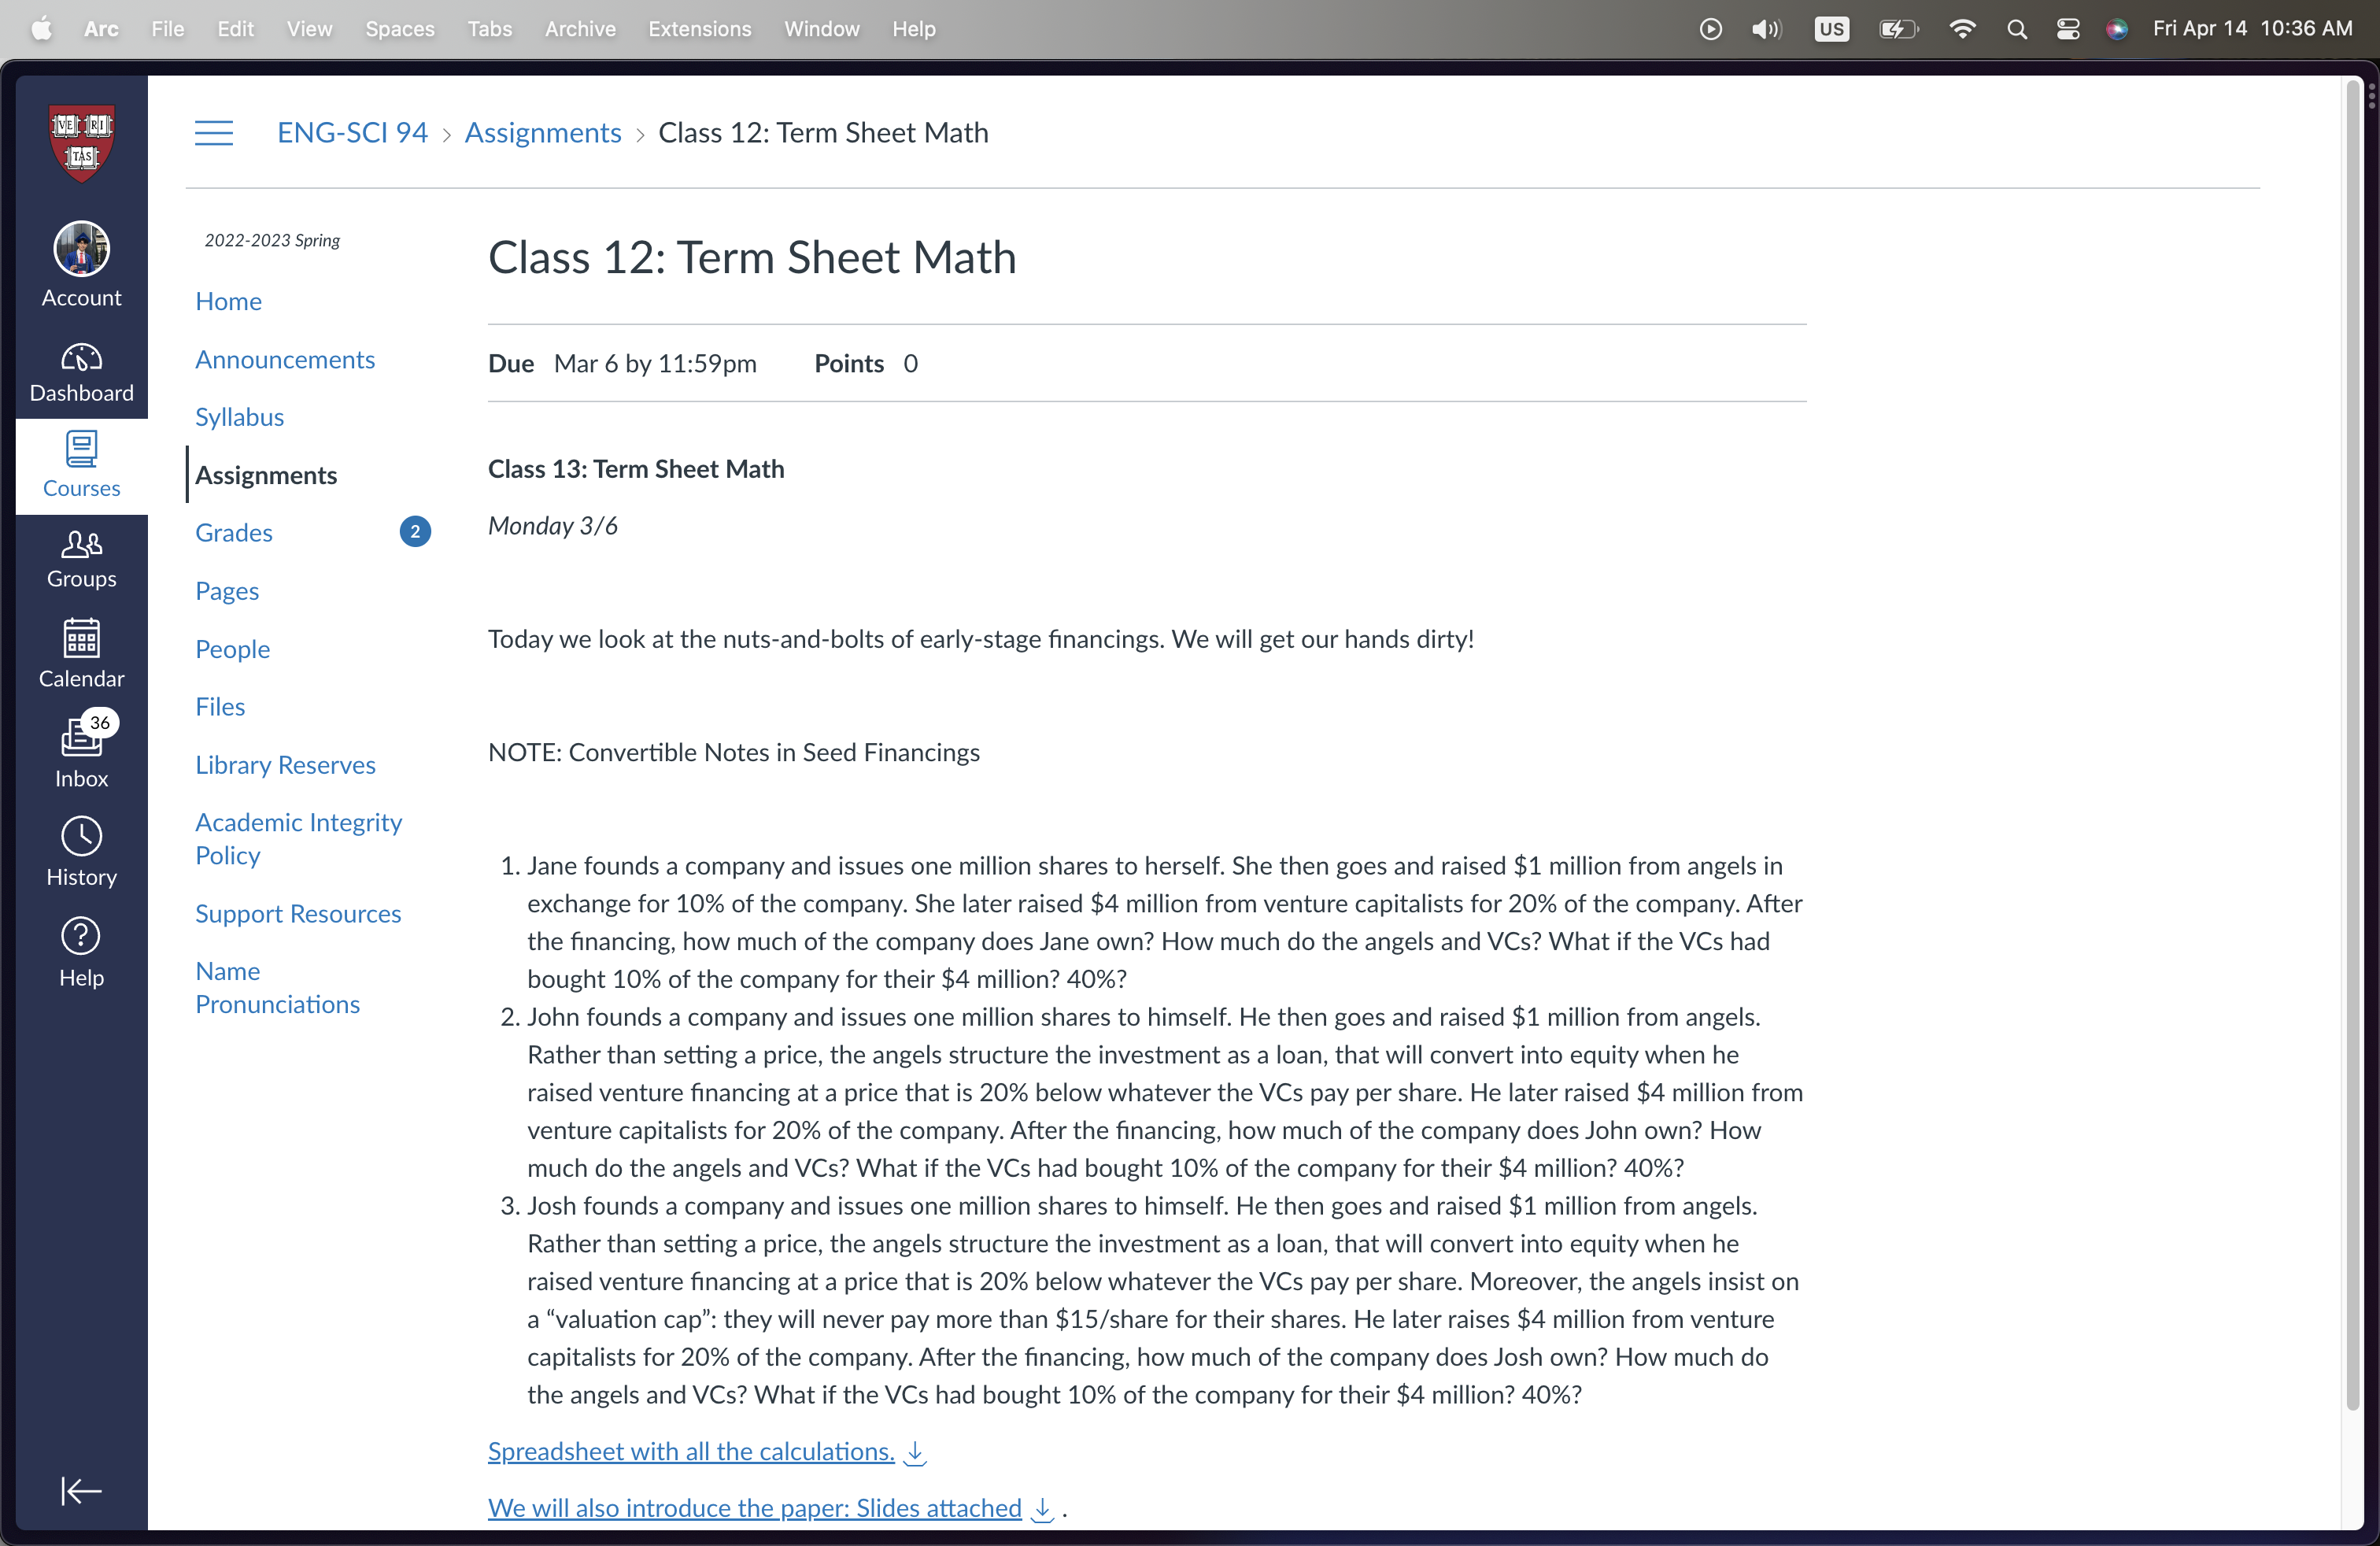 Arc File Edit View Spaces Tabs Archive Extensions Window Help US Fri Apr 14 10:36 AM
VE RI
TAS
Account
Dashboard
Courses
Groups
Calendar
36
Inbox
History
Help
ENG-SCI 94 > Assignments > Class 12: Term Sheet Math
2022-2023 Spring
Home
Announcements
Syllabus
Assignments
Grades 2
Pages
People
Files
Library Reserves
Academic Integrity
Policy
Support Resources
Name
Pronunciations
Class 12: Term Sheet Math
Due Mar 6 by 11:59pm Points 0
Class 13: Term Sheet Math
Monday 3/6
Today we look at the nuts-and-bolts of early-stage financings. We will get our hands dirty!
NOTE: Convertible Notes in Seed Financings
1. Jane founds a company and issues one million shares to herself. She then goes and raised $1 million from angels in
exchange for 10% of the company. She later raised $4 million from venture capitalists for 20% of the company. After
the financing, how much of the company does Jane own? How much do the angels and VCs? What if the VCs had
bought 10% of the company for their $4 million? 40%?
2. John founds a company and issues one million shares to himself. He then goes and raised $1 million from angels.
Rather than setting a price, the angels structure the investment as a loan, that will convert into equity when he
raised venture financing at a price that is 20% below whatever the VCs pay per share. He later raised $4 million from
venture capitalists for 20% of the company. After the financing, how much of the company does John own? How
much do the angels and VCs? What if the VCs had bought 10% of the company for their $4 million? 40%?
3. Josh founds a company and issues one million shares to himself. He then goes and raised $1 million from angels.
Rather than setting a price, the angels structure the investment as a loan, that will convert into equity when he
raised venture financing at a price that is 20% below whatever the VCs pay per share. Moreover, the angels insist on
a “valuation cap”: they will never pay more than $15/share for their shares. He later raises $4 million from venture
capitalists for 20% of the company. After the financing, how much of the company does Josh own? How much do
the angels and VCs? What if the VCs had bought 10% of the company for their $4 million? 40%?
Spreadsheet with all the calculations.
We will also introduce the paper: Slides attached .